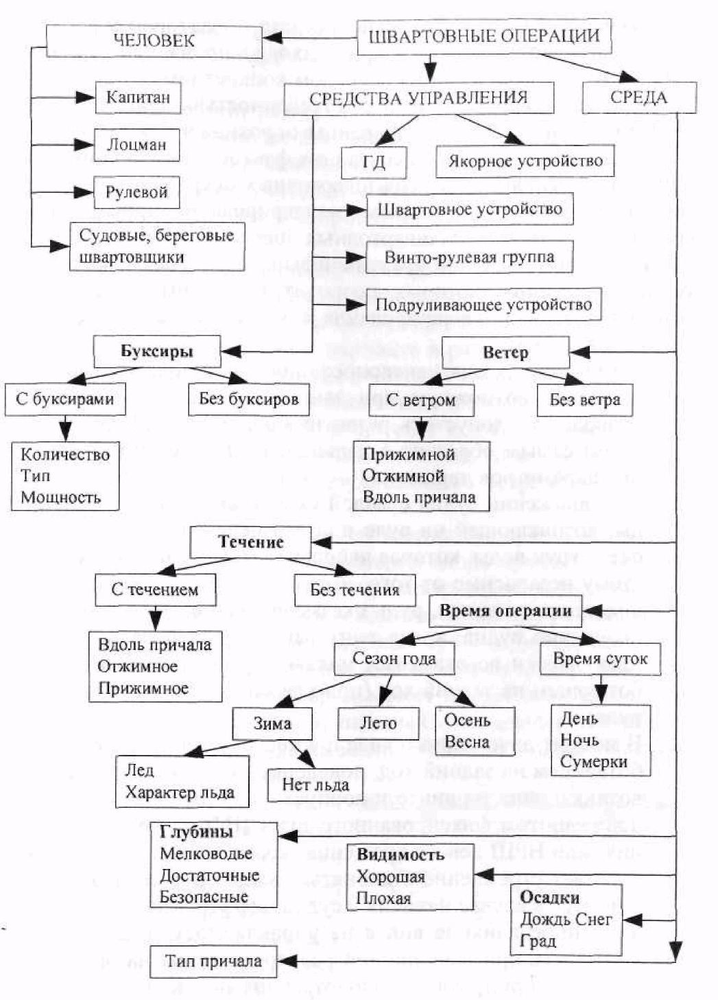 ШВАРТОВНЫЕ ОПЕРАЦИИ
ЧЕЛОВЕК
Капитан
Лоцман
Рулевой
Судовые, береговые
швартовщики
СРЕДСТВА УПРАВЛЕНИЯ
СРЕДА
ГД
Якорное устройство
Швартовное устройство
Винто-рулевая группа
Подруливающее устройство
Буксиры
С буксирами
Без буксиров
Количество
Тип
Мощность
Ветер
С ветром
Без ветра
Прижимной
Отжимной
Вдоль причала
Течение
С течением
Без течения
Вдоль причала
Отжимное
Прижимное
Время операции
Сезон года
Время суток
Зима
Лето
Осень
Весна
День
Ночь
Сумерки
Лед
Характер льда
Нет льда
Глубины
Мелководье
Достаточные
Безопасные
Видимость
Хорошая
Плохая
Осадки
Дождь Снег
Град
Тип причала